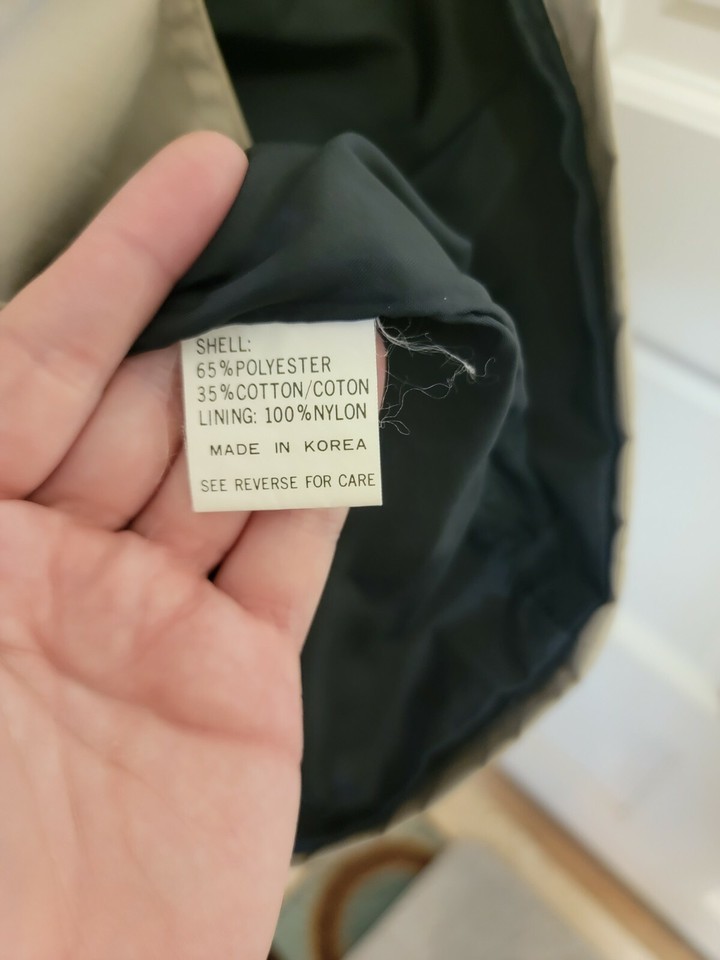 SHELL:
65%POLYESTER
35%COTTON/COTON
LINING: 100%NYLON
MADE IN KOREA
SEE REVERSE FOR CARE